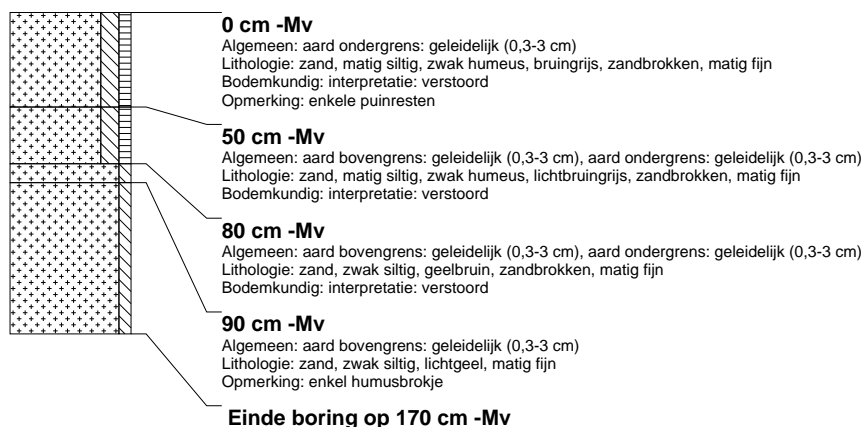 0 cm -Mv
Algemeen: aard ondergrens: geleidelijk (0,3-3 cm)
Lithologie: zand, matig siltig, zwak humeus, bruingrijs, zandbrokken, matig fijn
Bodemkundig: interpretatie: verstoord
Opmerking: enkele puinresten
50 cm -Mv
Algemeen: aard bovengrens: geleidelijk (0,3-3 cm), aard ondergrens: geleidelijk (0,3-3 cm)
Lithologie: zand, matig siltig, zwak humeus, lichtbruingrijs, zandbrokken, matig fijn
Bodemkundig: interpretatie: verstoord
80 cm -Mv
Algemeen: aard bovengrens: geleidelijk (0,3-3 cm), aard ondergrens: geleidelijk (0,3-3 cm)
Lithologie: zand, zwak siltig, geelbruin, zandbrokken, matig fijn
Bodemkundig: interpretatie: verstoord
90 cm -Mv
Algemeen: aard bovengrens: geleidelijk (0,3-3 cm)
Lithologie: zand, zwak siltig, lichtgeel, matig fijn
Opmerking: enkel humusbrokje
Einde boring op 170 cm -Mv